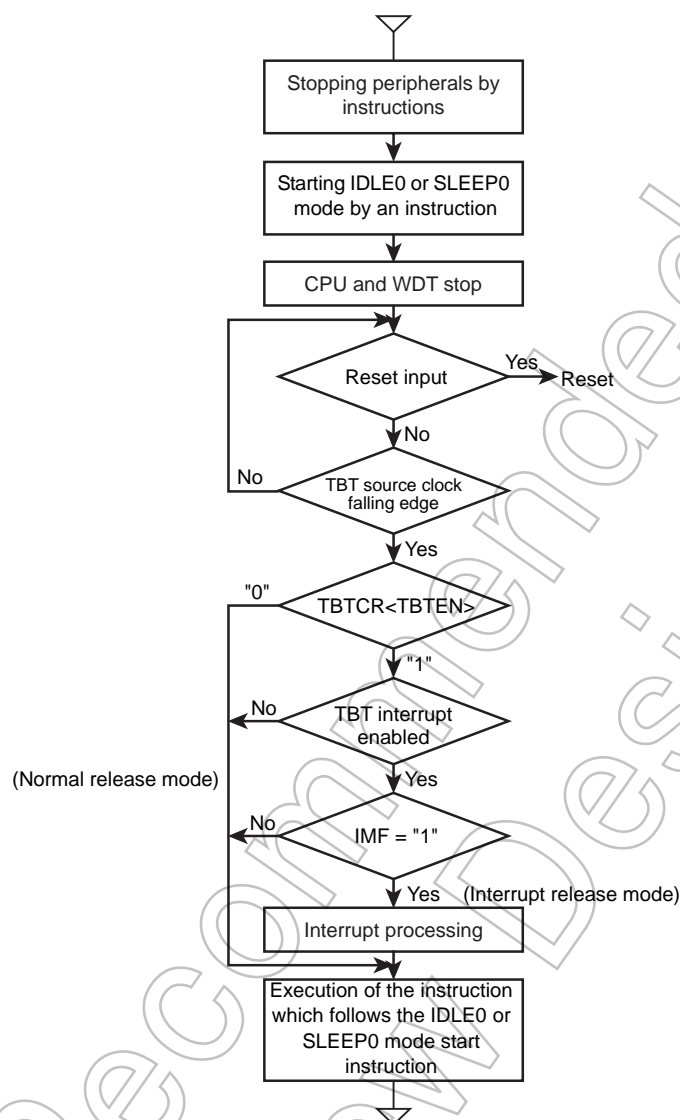 Stopping peripherals by
instructions
Starting IDLE0 or SLEEP0
mode by an instruction
CPU and WDT stop
Reset input
Yes
Reset
No
No
TBT source clock
falling edge
Yes
"0"
TBTCR<TBTEN>
"1"
No
TBT interrupt
enabled
(Normal release mode)
Yes
No
IMF = "1"
Yes
(Interrupt release mode)
Interrupt processing
Execution of the instruction
which follows the IDLE0 or
SLEEP0 mode start
instruction